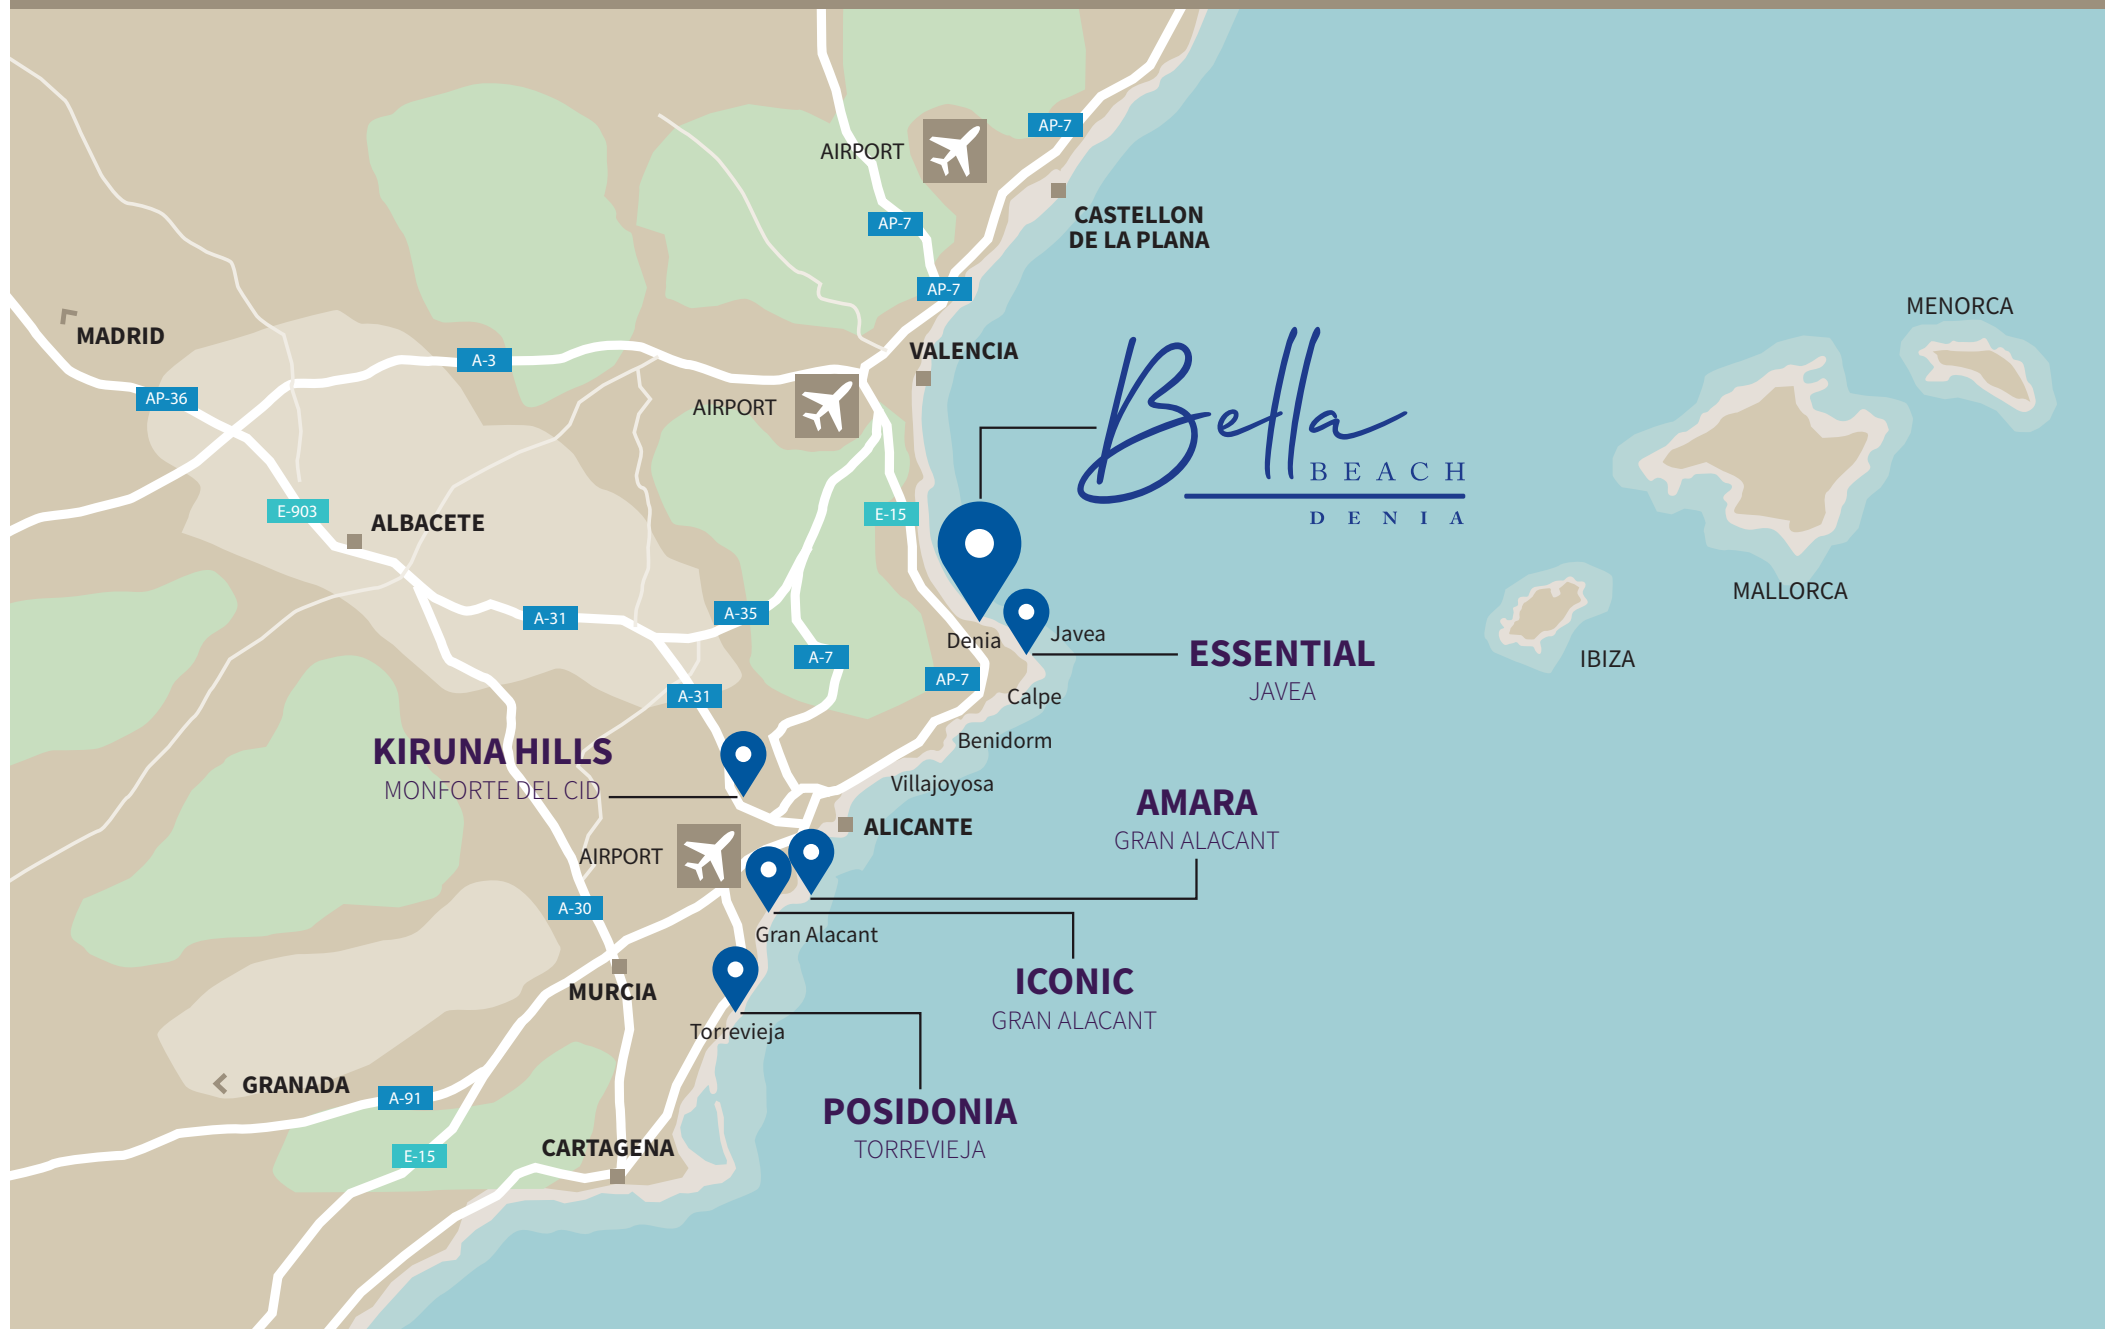 AP-7
AIRPORT
CASTELLON
DE LA PLANA
AP-7
AP-7
MENORCA
MADRID
VALENCIA
A-3
AP-36
AIRPORT
Bella
BEACH
DENIA
E-903
ALBACETE
E-15
MALLORCA
A-31
A-35
Denia
Javea
ESSENTIAL
JAVEA
IBIZA
A-7
AP-7
A-31
Calpe
KIRUNA HILLS
MONFORTE DEL CID
Benidorm
Villajoyosa
AMARA
GRAN ALACANT
ALICANTE
AIRPORT
A-30
Gran Alacant
ICONIC
GRAN ALACANT
MURCIA
Torrevieja
GRANADA
A-91
POSIDONIA
TORREVIEJA
E-15
CARTAGENA